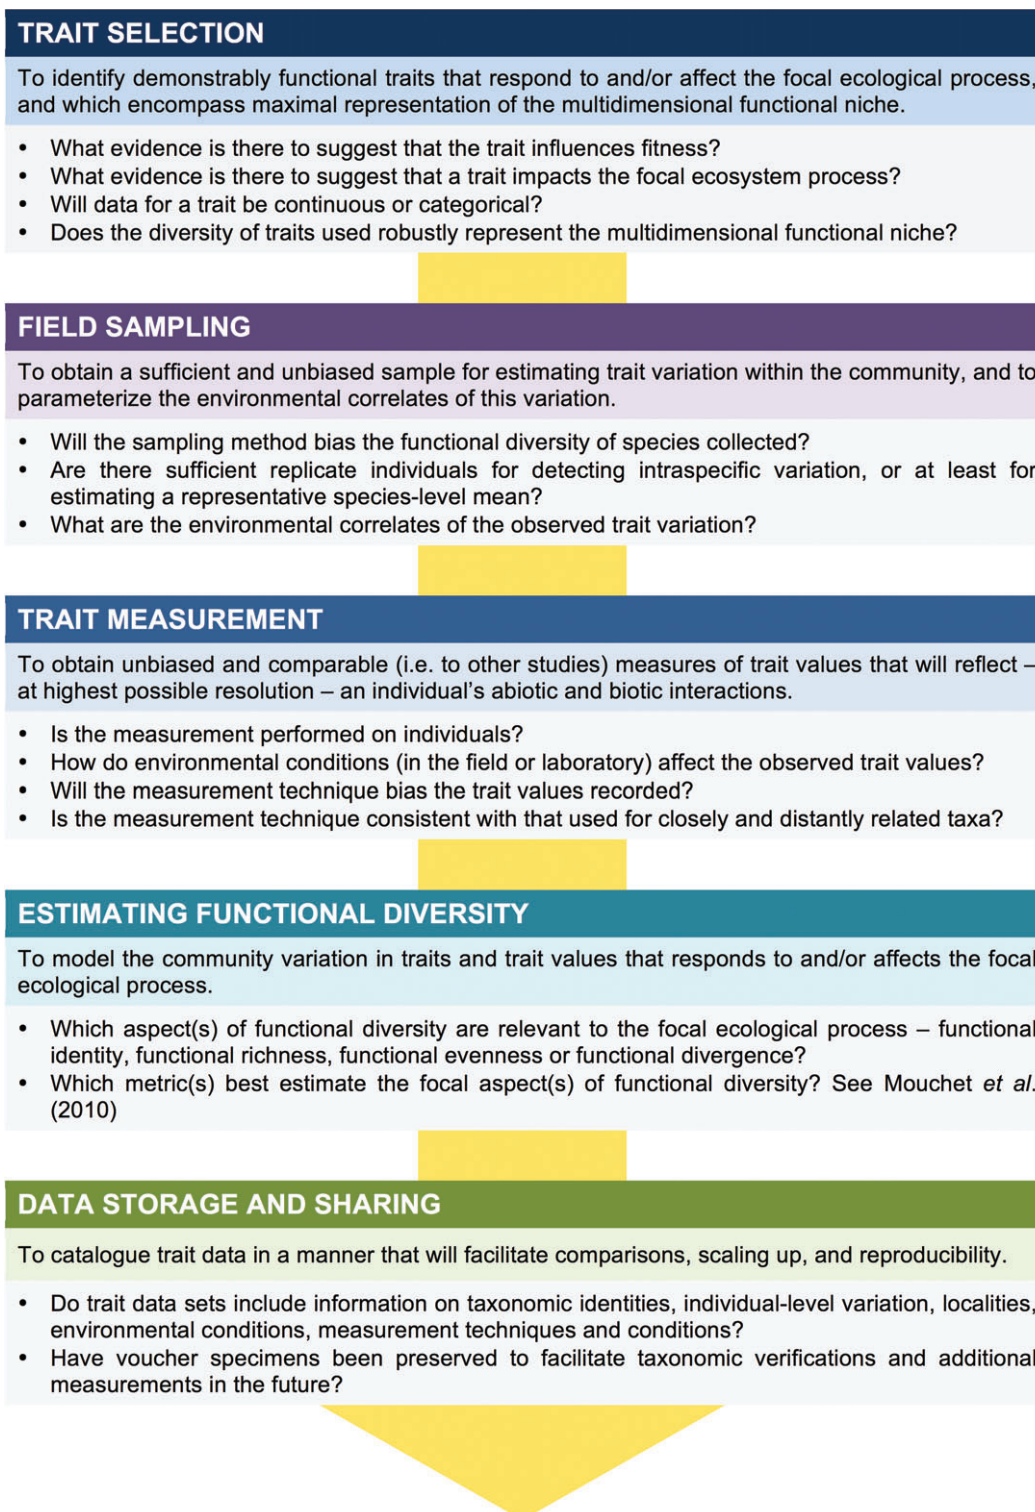 TRAIT SELECTION
To identify demonstrably functional traits that respond to and/or affect the focal ecological process,
and which encompass maximal representation of the multidimensional functional niche.
• What evidence is there to suggest that the trait influences fitness?
• What evidence is there to suggest that a trait impacts the focal ecosystem process?
• Will data for a trait be continuous or categorical?
• Does the diversity of traits used robustly represent the multidimensional functional niche?
FIELD SAMPLING
To obtain a sufficient and unbiased sample for estimating trait variation within the community, and to
parameterize the environmental correlates of this variation.
• Will the sampling method bias the functional diversity of species collected?
• Are there sufficient replicate individuals for detecting intraspecific variation, or at least for
estimating a representative species-level mean?
• What are the environmental correlates of the observed trait variation?
TRAIT MEASUREMENT
To obtain unbiased and comparable (i.e. to other studies) measures of trait values that will reflect –
at highest possible resolution – an individual’s abiotic and biotic interactions.
• Is the measurement performed on individuals?
• How do environmental conditions (in the field or laboratory) affect the observed trait values?
• Will the measurement technique bias the trait values recorded?
• Is the measurement technique consistent with that used for closely and distantly related taxa?
ESTIMATING FUNCTIONAL DIVERSITY
To model the community variation in traits and trait values that responds to and/or affects the focal
ecological process.
• Which aspect(s) of functional diversity are relevant to the focal ecological process – functional
identity, functional richness, functional evenness or functional divergence?
• Which metric(s) best estimate the focal aspect(s) of functional diversity? See Mouchet et al.
(2010)
DATA STORAGE AND SHARING
To catalogue trait data in a manner that will facilitate comparisons, scaling up, and reproducibility.
• Do trait data sets include information on taxonomic identities, individual-level variation, localities,
environmental conditions, measurement techniques and conditions?
• Have voucher specimens been preserved to facilitate taxonomic verifications and additional
measurements in the future?